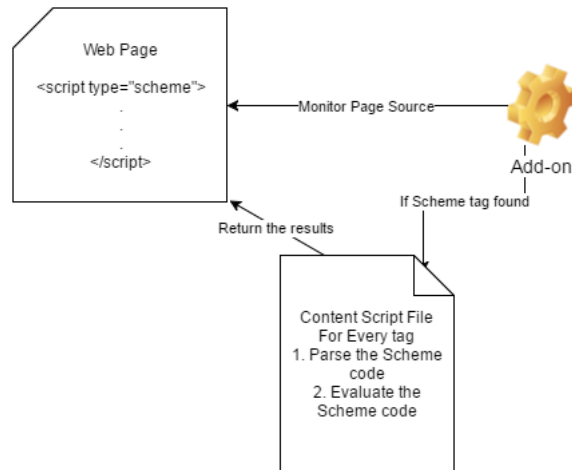 Web Page
<script type="scheme">
.
.
.
</script>
Monitor Page Source
Add-on
If Scheme tag found
Return the results
Content Script File
For Every tag
1. Parse the Scheme
code
2. Evaluate the
Scheme code